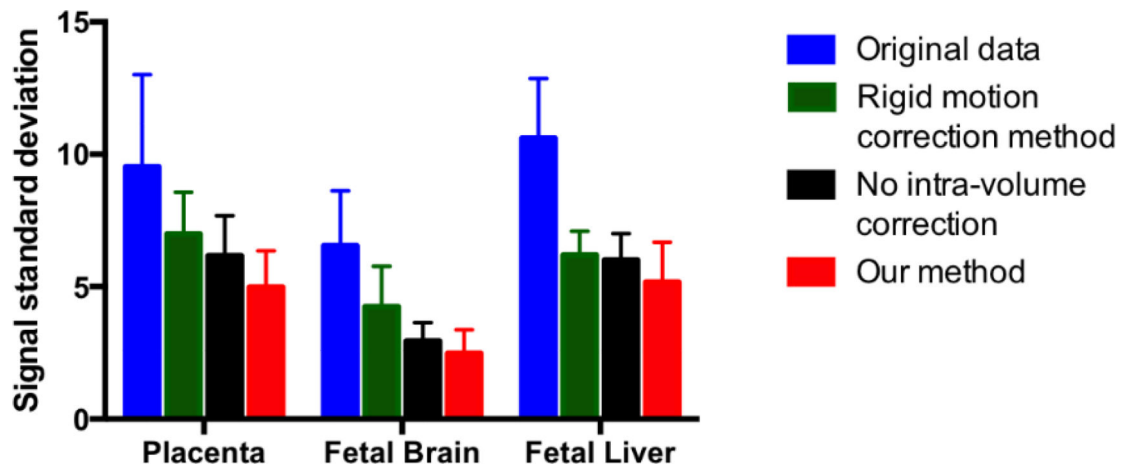 15
10
5
0
Signal standard deviation
Placenta
Fetal Brain
Fetal Liver
Original data
Rigid motion
correction method
No intra-volume
correction
Our method